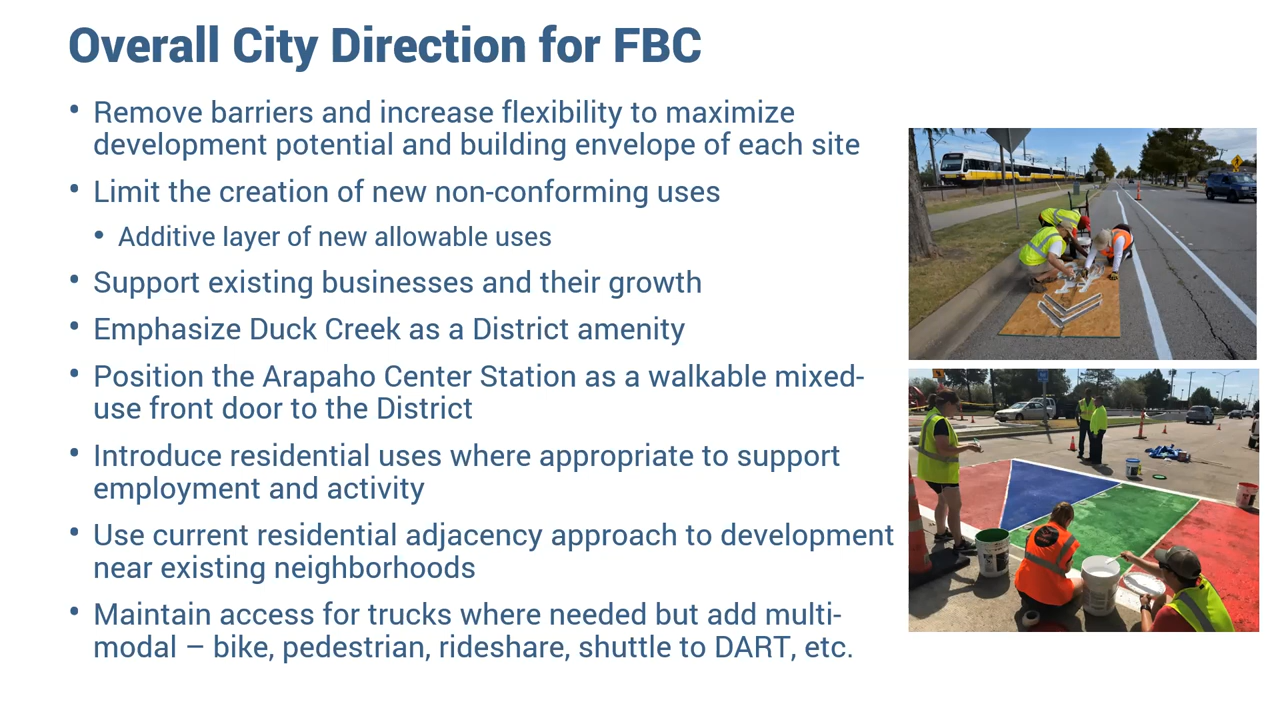 Overall City Direction for FBC
• Remove barriers and increase flexibility to maximize
development potential and building envelope of each site
• Limit the creation of new non-conforming uses
• Additive layer of new allowable uses
• Support existing businesses and their growth
• Emphasize Duck Creek as a District amenity
• Position the Arapaho Center Station as a walkable mixed-
use front door to the District
• Introduce residential uses where appropriate to support
employment and activity
• Use current residential adjacency approach to development
near existing neighborhoods
• Maintain access for trucks where needed but add multi-
modal – bike, pedestrian, rideshare, shuttle to DART, etc.